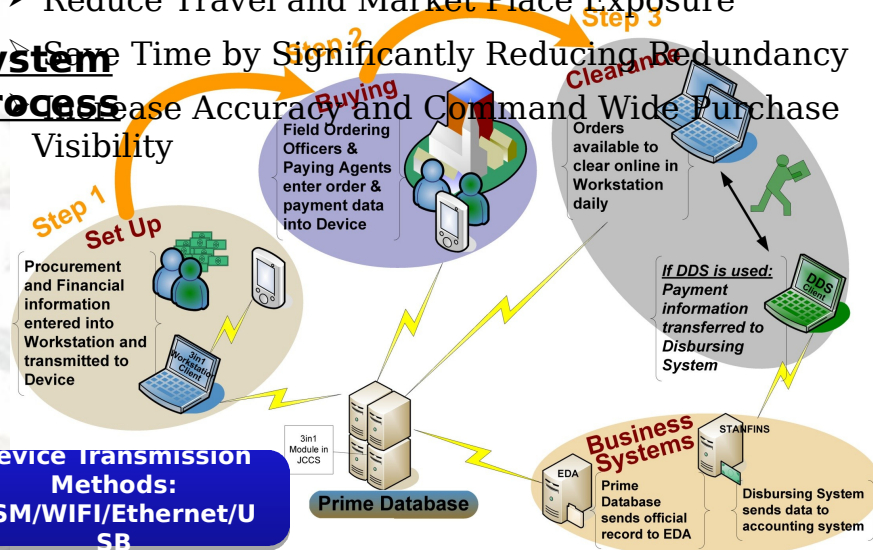 ➢ Reduce Travel and Market Place Exposure
➢ Save Time by Significantly Reducing Redundancy
➢ Increase Accuracy and Command Wide Purchase
Visibility
ystem
rocess
Step 1
Set Up
Procurement
and Financial
information
entered into
Workstation and
transmitted to
Device
3in1
Workstation
Client
Step 2
Buying
Field Ordering
Officers &
Paying Agents
enter order &
payment data
into Device
Step 3
Clearance
Orders
available to
clear online in
Workstation
daily
If DDS is used:
Payment
information
transferred to
Disbursing
System
DDS
Client
3in1
Module in
JCCS
Prime Database
Business
Systems
EDA
Prime
Database
sends official
record to EDA
STANFINS
Disbursing System
sends data to
accounting system
evice Transmission
Methods:
SM/WIFI/Ethernet/U
SB